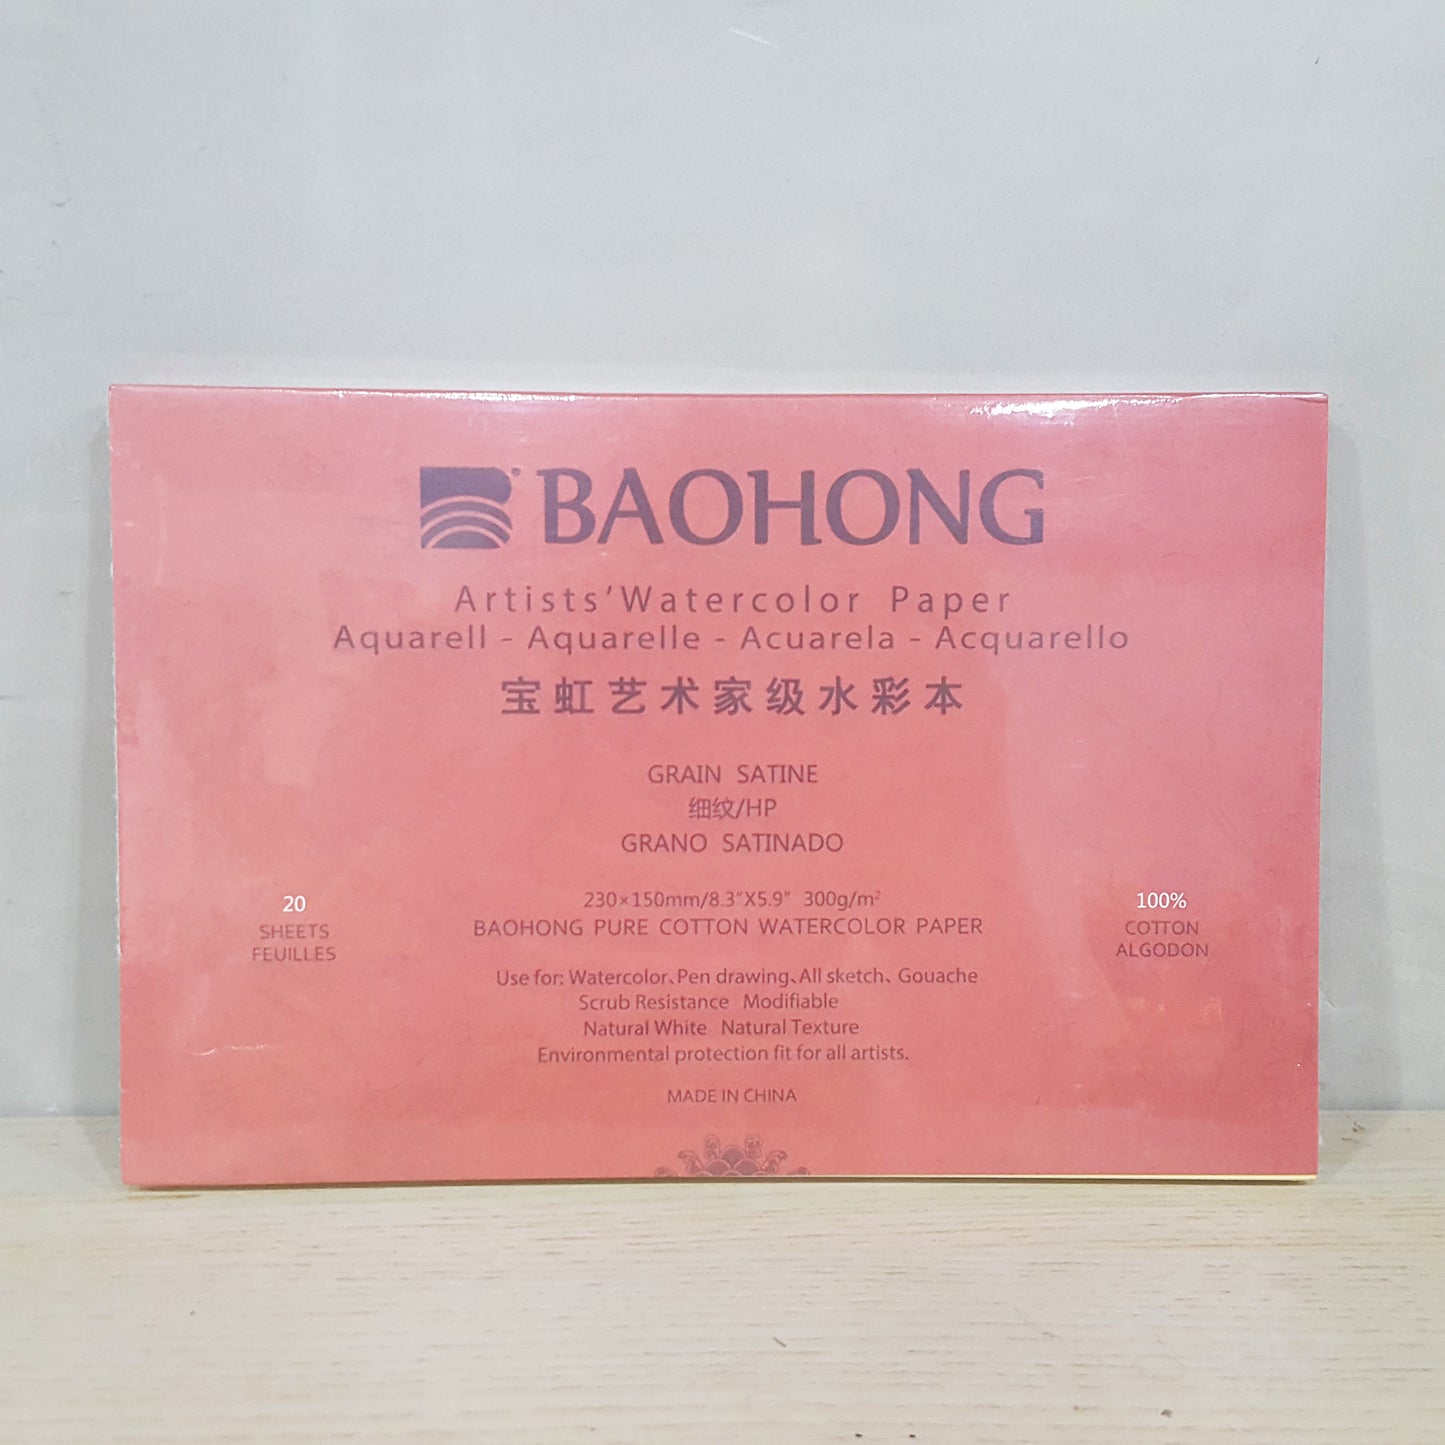 BAOHONG
Artists' Watercolor Paper
Aquarell - Aquarelle - Acuarela - Acquarello
宝虹艺术家级水彩本
GRAIN SATINE
细纹/HP
GRANO SATINADO
20
SHEETS
FEUILLES
230×150mm/8.3"X5.9" 300g/m²
BAOHONG PURE COTTON WATERCOLOR PAPER
100%
COTTON
ALGODON
Use for: Watercolor、Pen drawing、All sketch、Gouache
Scrub Resistance Modifiable
Natural White Natural Texture
Environmental protection fit for all artists.
MADE IN CHINA